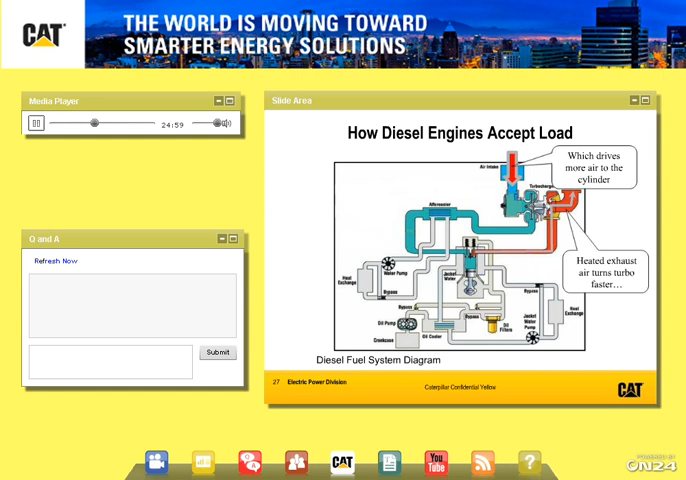 CAT
THE WORLD IS MOVING TOWARD
SMARTER ENERGY SOLUTIONS
Media Player
24:59
Q and A
Refresh Now
Submit
Slide Area
How Diesel Engines Accept Load
Which drives
more air to the
cylinder
Air Intake
Turbocharger
Aftercooler
Heated exhaust
air turns turbo
faster…
Water Pump
Heat
Exchange
Bypass
Jacket
Water
Bypass
Heat
Exchange
Bypass
Bypass
Oil Pump
Oil
Filters
Jacket
Water
Pump
Crankcase
Oil Cooler
Diesel Fuel System Diagram
27 Electric Power Division
Caterpillar Confidential Yellow
CAT
Q
A
CAT
You
Tube
?
POWERED BY
ON24